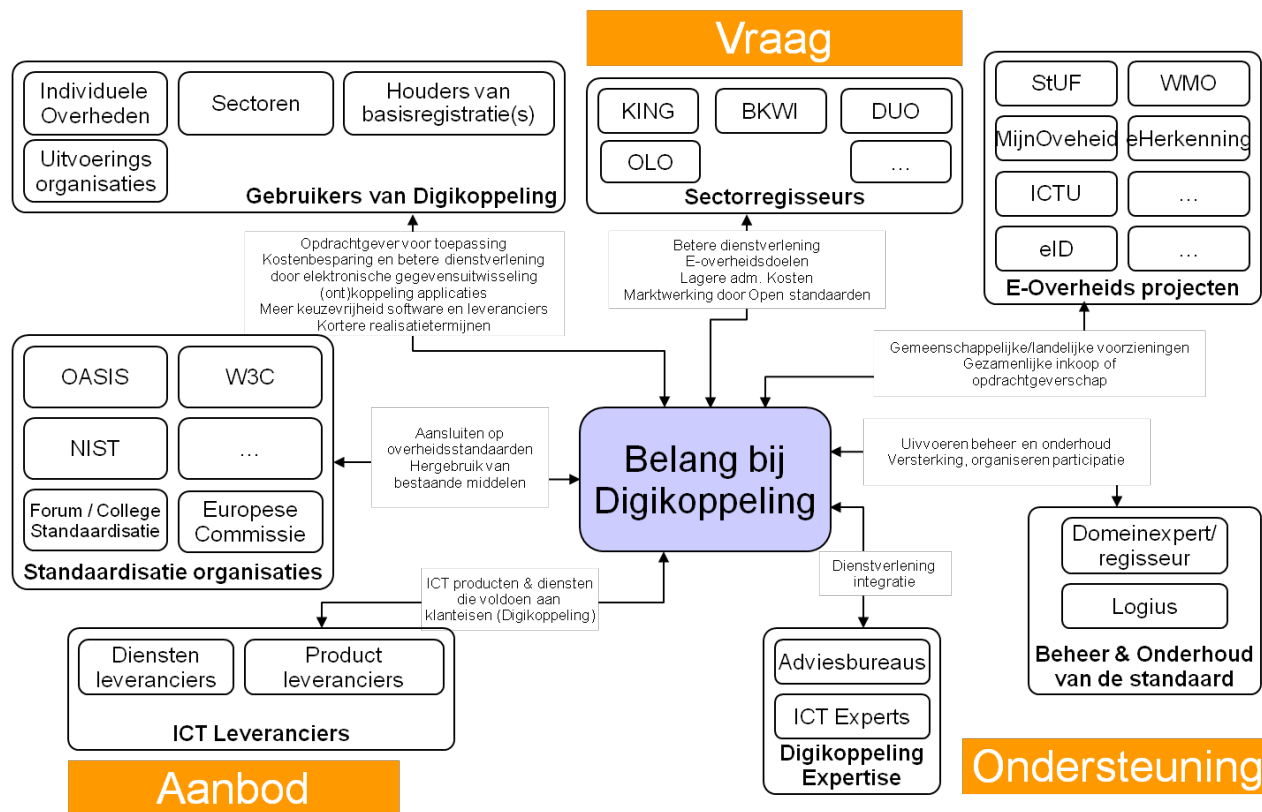 Vraag
Individuele
Overheden
Sectoren
Houders van
basisregistratie(s)
Uitvoerings
organisaties
Gebruikers van Digikoppeling
KING
BKWI
DUO
OLO
...
Sectorregisseurs
StUF
WMO
MijnOveheid
eHerkenning
ICTU
...
eID
...
E-Overheids projecten
Opdrachtgever voor toepassing
Kostenbesparing en betere dienstverlening
door elektronische gegevensuitwisseling
(ont)koppeling applicaties
Meer keuzevrijheid software en leveranciers
Kortere realisatietermijnen
Betere dienstverlening
E-overheidsdoelen
Lagere adm. Kosten
Marktwerking door Open standaarden
Gemeenschappelijke/landelijke voorzieningen
Gezamenlijke inkoop of
opdrachtgeverschap
OASIS
W3C
NIST
...
Forum / College
Standaardisatie
Europese
Commissie
Standaardisatie organisaties
Aansluiten op
overheidsstandaarden
Hergebruik van
bestaande middelen
Belang bij
Digikoppeling
Uivvoeren beheer en onderhoud
Versterking, organiseren participatie
Domeinexpert/
regisseur
Logius
Beheer & Onderhoud
van de standaard
ICT producten & diensten
die voldoen aan
klanteisen (Digikoppeling)
Dienstverlening
integratie
Diensten
leveranciers
Product
leveranciers
ICT Leveranciers
Adviesbureaus
ICT Experts
Digikoppeling
Expertise
Aanbod
Ondersteuning